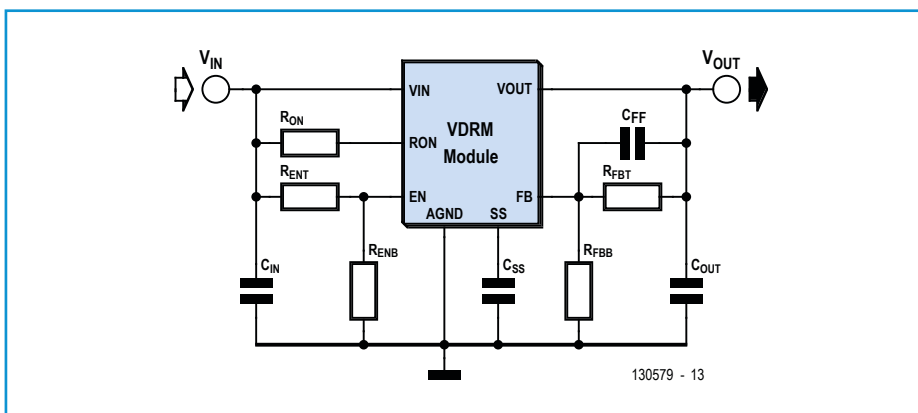 VIN
VOUT
VIN
VOUT
VDRM
Module
RON
RON
CFF
RENT
RFBT
EN
FB
AGND
SS
CIN
RENB
CSS
RFBB
COUT
130579 - 13